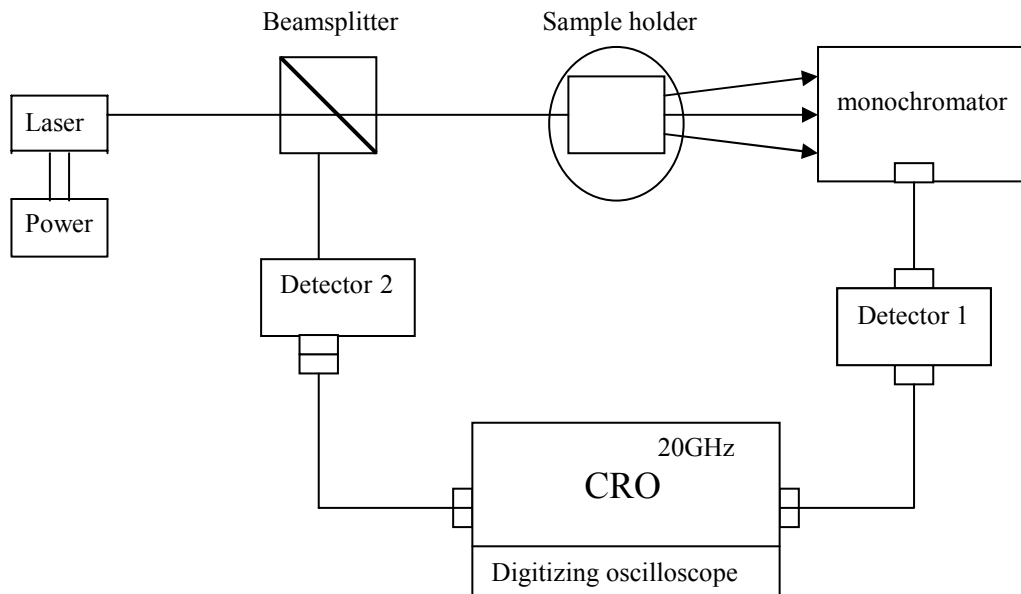 Beamsplitter
Sample holder
Laser
monochromator
Power
Detector 2
Detector 1
20GHz
CRO
Digitizing oscilloscope